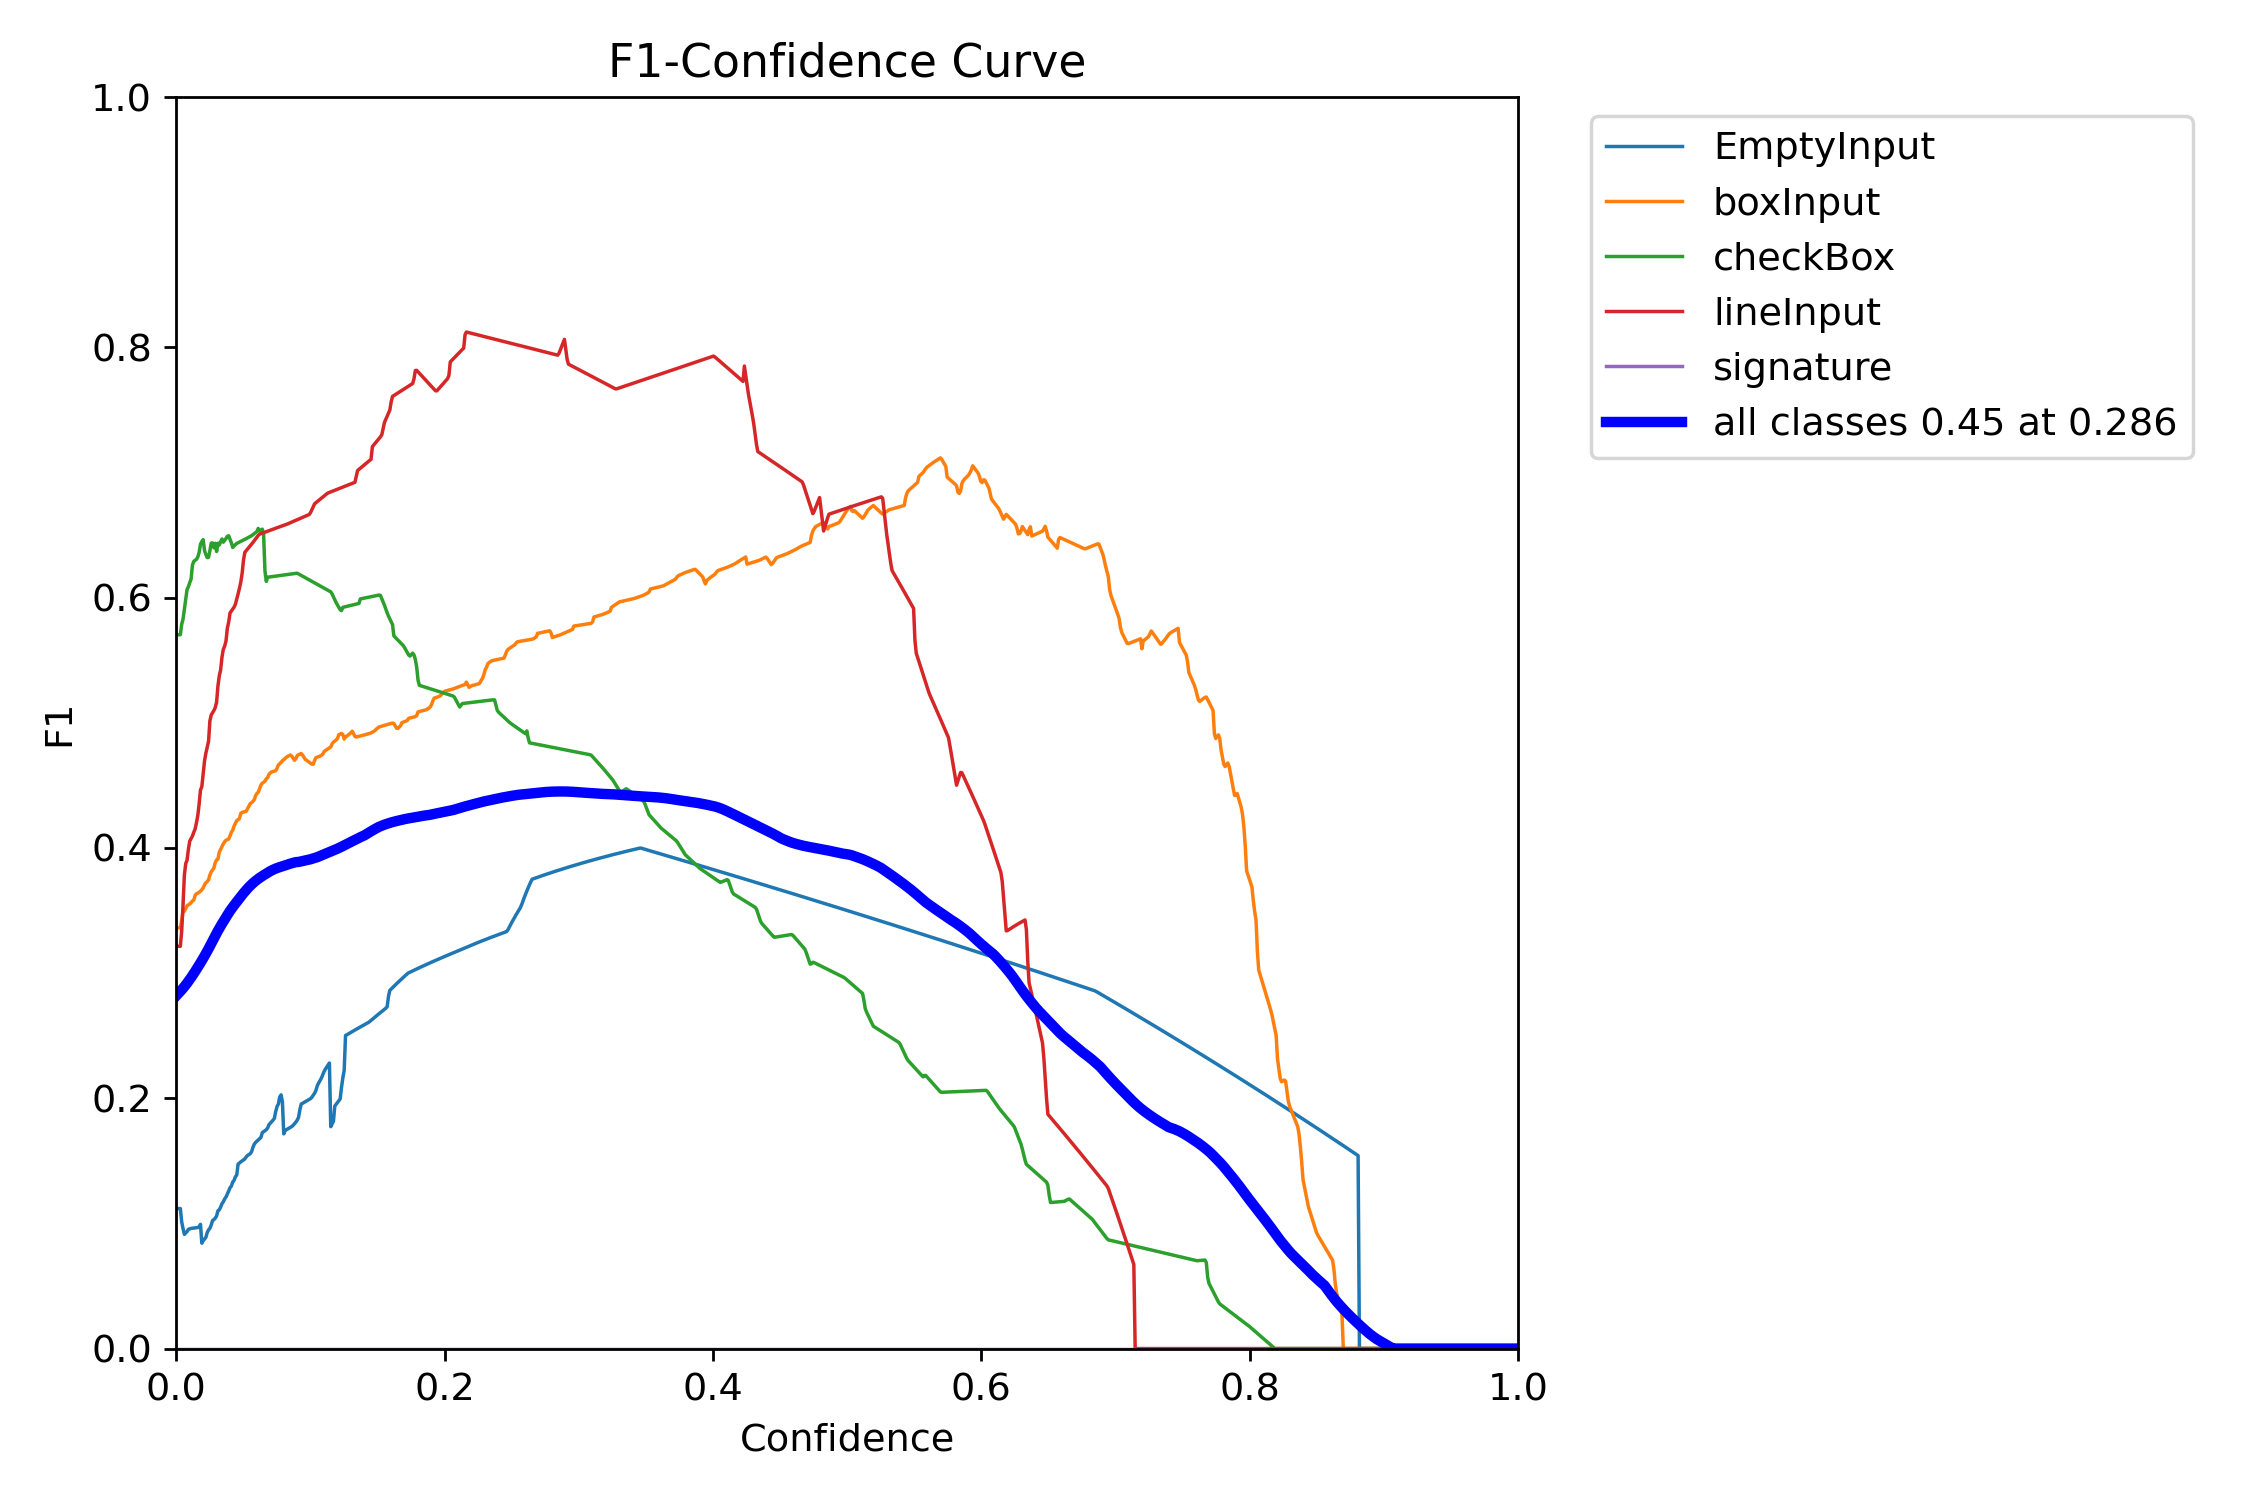 F1-Confidence Curve
1.0
0.8
0.6
0.4
0.2
0.0
F1
0.0 0.2 0.4 0.6 0.8 1.0
Confidence
EmptyInput
boxInput
checkBox
lineInput
signature
all classes 0.45 at 0.286